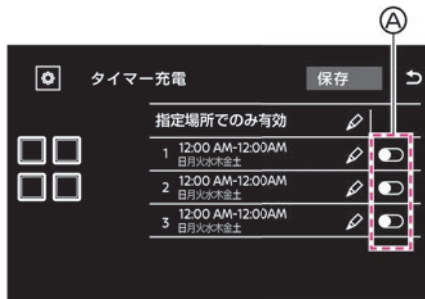 A
タイマー充電 保存
指定場所でのみ有効
1 12:00 AM-12:00AM
日月火水木金土
2 12:00 AM-12:00AM
日月火水木金土
3 12:00 AM-12:00AM
日月火水木金土